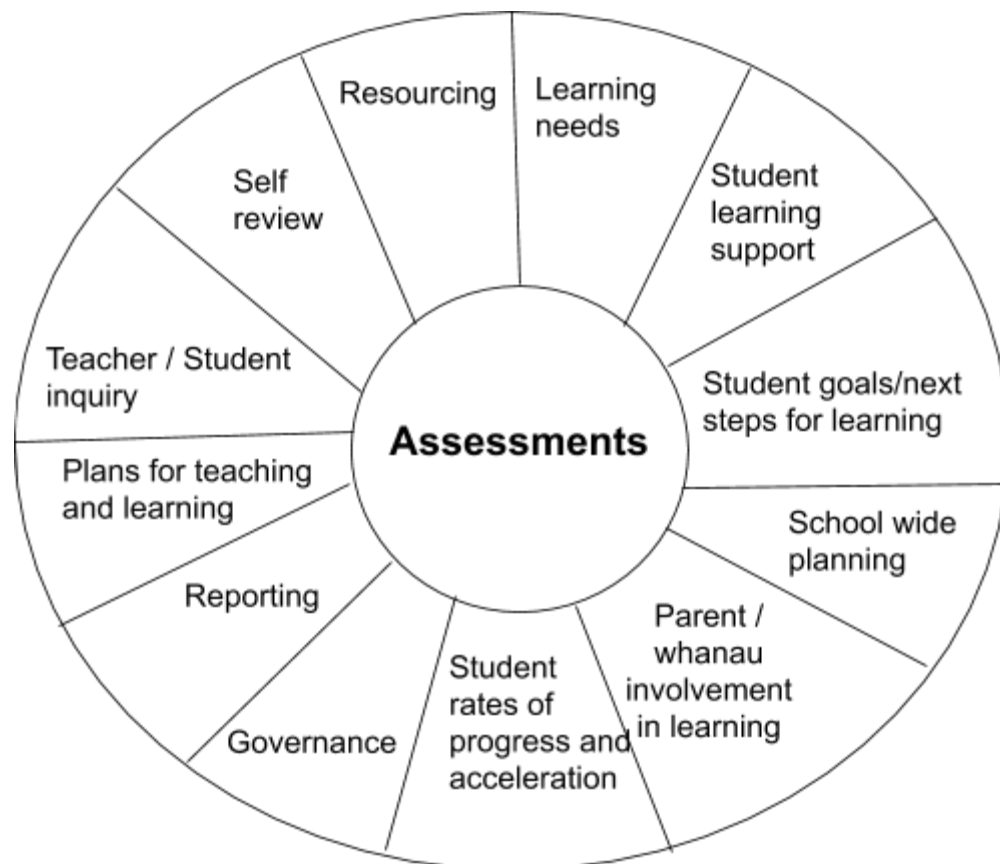 Resourcing
Learning
needs
Student
learning
support
Student goals/next
steps for learning
School wide
planning
Parent /
whanau
involvement
in learning
Student
rates of
progress and
acceleration
Governance
Reporting
Plans for teaching
and learning
Teacher / Student
inquiry
Self
review
Assessments